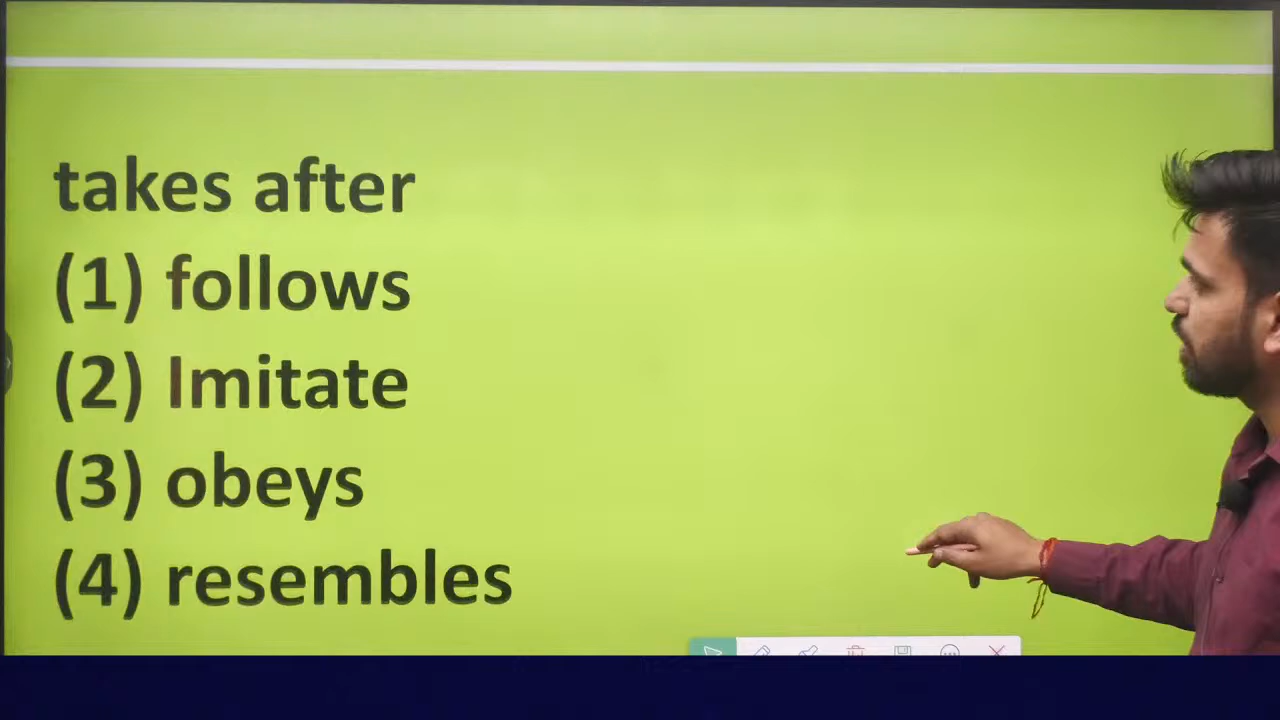 takes after
(1) follows
(2) Imitate
(3) obeys
(4) resembles